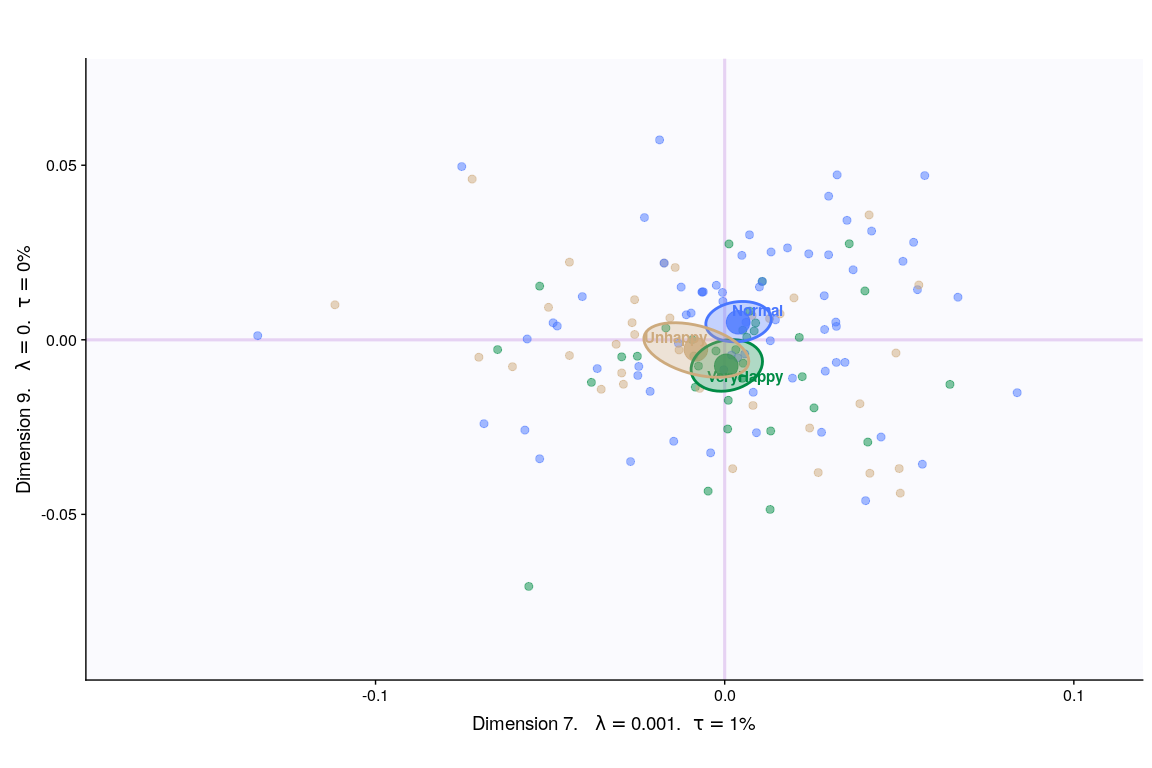 0.05
0.00
-0.05
Dimension 9. λ = 0. τ = 0%
Normal
Unhappy
VeryHappy
-0.1
0.0
0.1
Dimension 7. λ = 0.001. τ = 1%